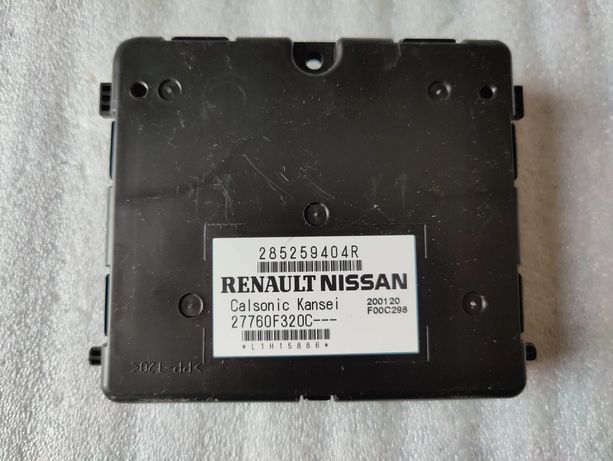 285259404R
RENAULT NISSAN
Calsonic Kansei
200120
27760F320C---
F00C298
*L1H15886*
>PP-T20<